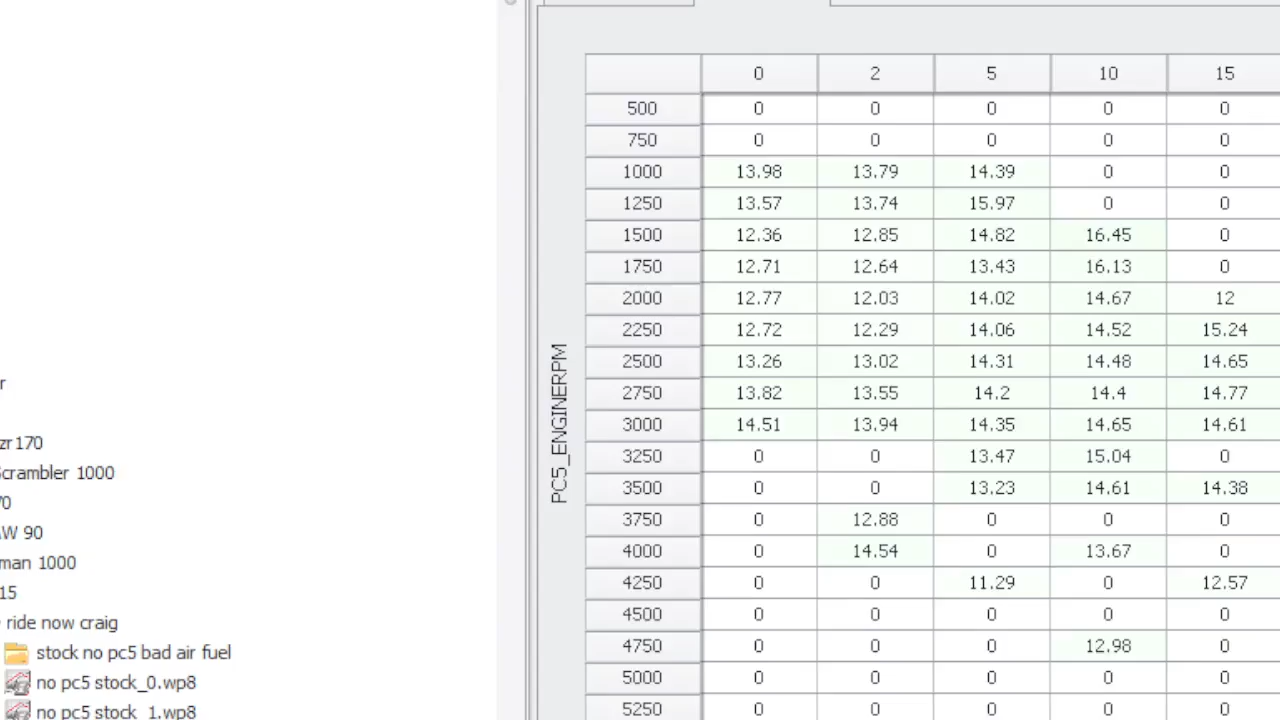 0 2 5 10 15
500 0 0 0 0 0
750 0 0 0 0 0
1000 13.98 13.79 14.39 0 0
1250 13.57 13.74 15.97 0 0
1500 12.36 12.85 14.82 16.45 0
1750 12.71 12.64 13.43 16.13 0
2000 12.77 12.03 14.02 14.67 12
2250 12.72 12.29 14.06 14.52 15.24
2500 13.26 13.02 14.31 14.48 14.65
2750 13.82 13.55 14.2 14.4 14.77
3000 14.51 13.94 14.35 14.65 14.61
3250 0 0 13.47 15.04 0
3500 0 0 13.23 14.61 14.38
3750 0 12.88 0 0 0
4000 0 14.54 0 13.67 0
4250 0 0 11.29 0 12.57
4500 0 0 0 0 0
4750 0 0 0 12.98 0
5000 0 0 0 0 0
5250 0 0 0 0 0
PC5_ENGINERPM
r
zr170
Scrambler 1000
70
W 90
man 1000
15
ride now craig
stock no pc5 bad air fuel
no pc5 stock_0.wp8
no pc5 stock_1.wp8